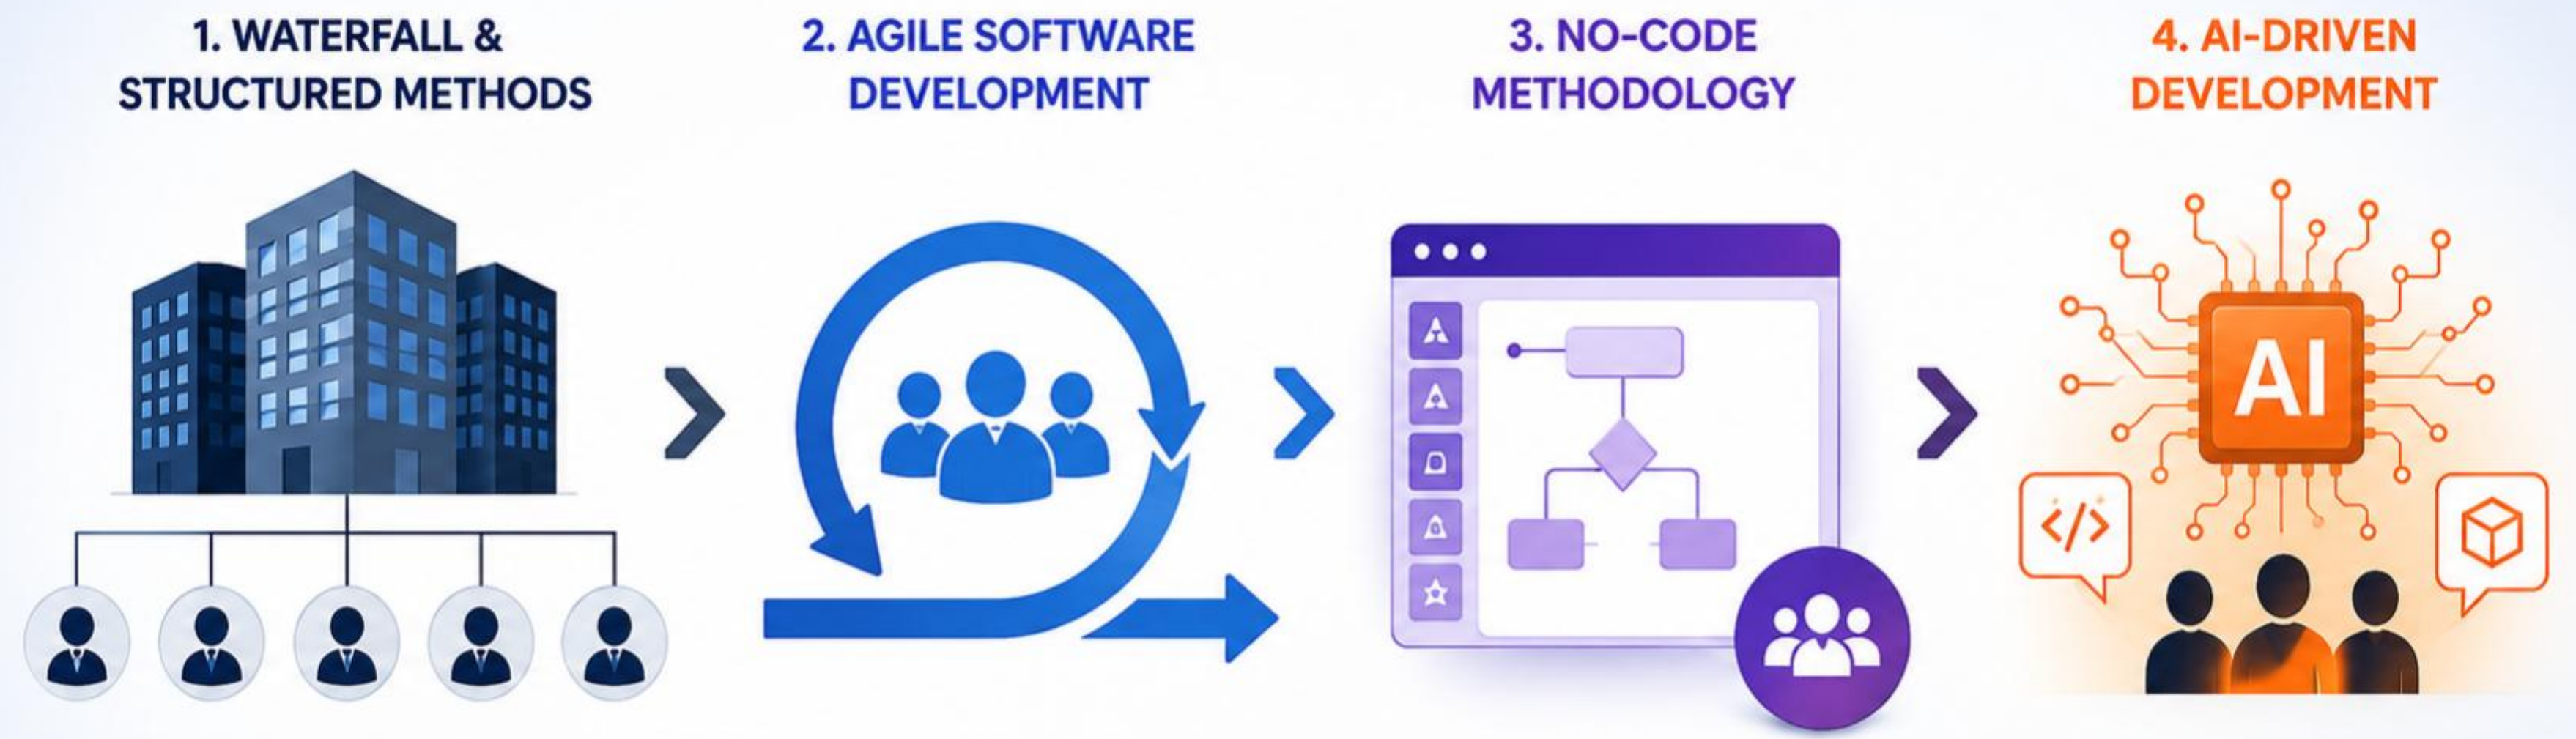 1. WATERFALL &
STRUCTURED METHODS
2. AGILE SOFTWARE
DEVELOPMENT
3. NO-CODE
METHODOLOGY
4. AI-DRIVEN
DEVELOPMENT
AI
</>